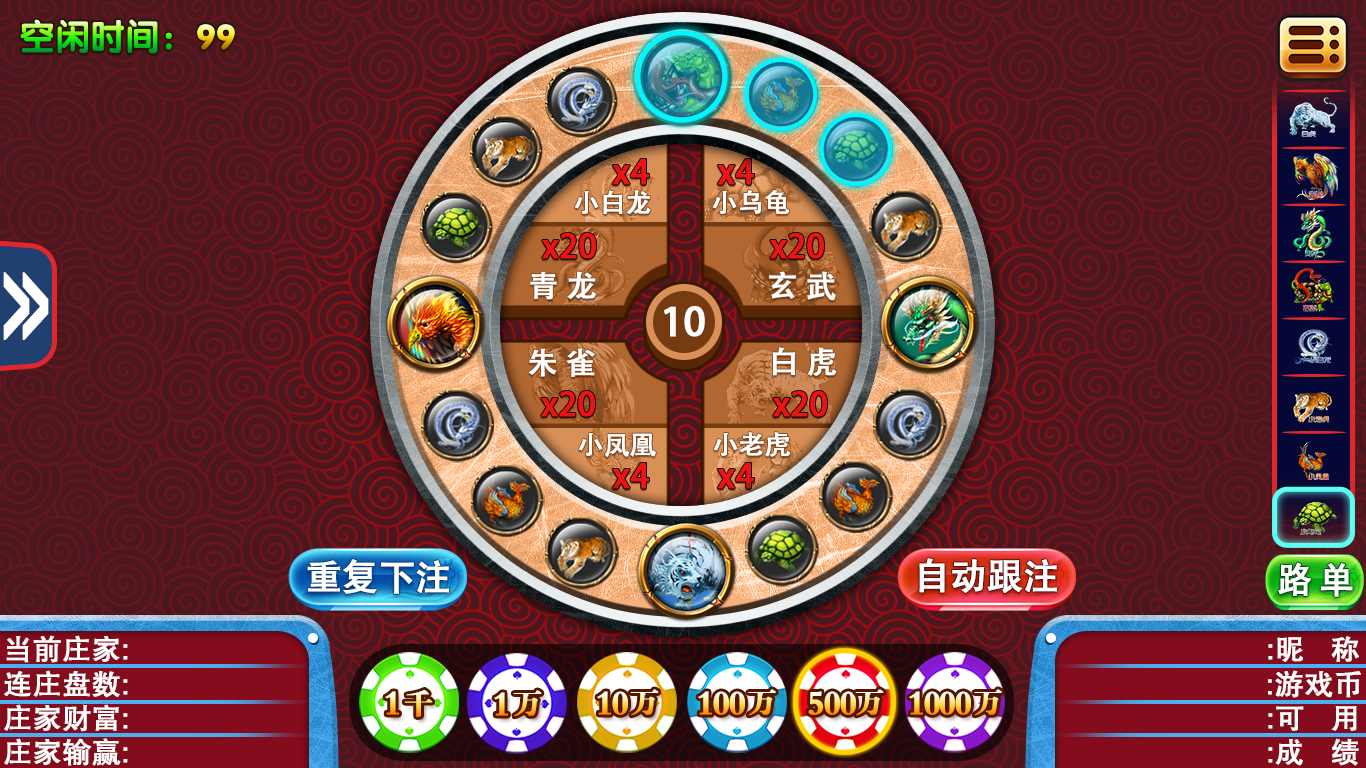 空闲时间: 99
x4
小白龙
x4
小乌龟
x20
青龙
x20
玄武
10
朱雀
x20
白虎
x20
小凤凰
x4
小老虎
x4
重复下注
自动跟注
路单
当前庄家:
连庄盘数:
庄家财富:
庄家输赢:
1千
1万
10万
100万
500万
1000万
:昵 称
:游戏币
:可 用
:成 绩